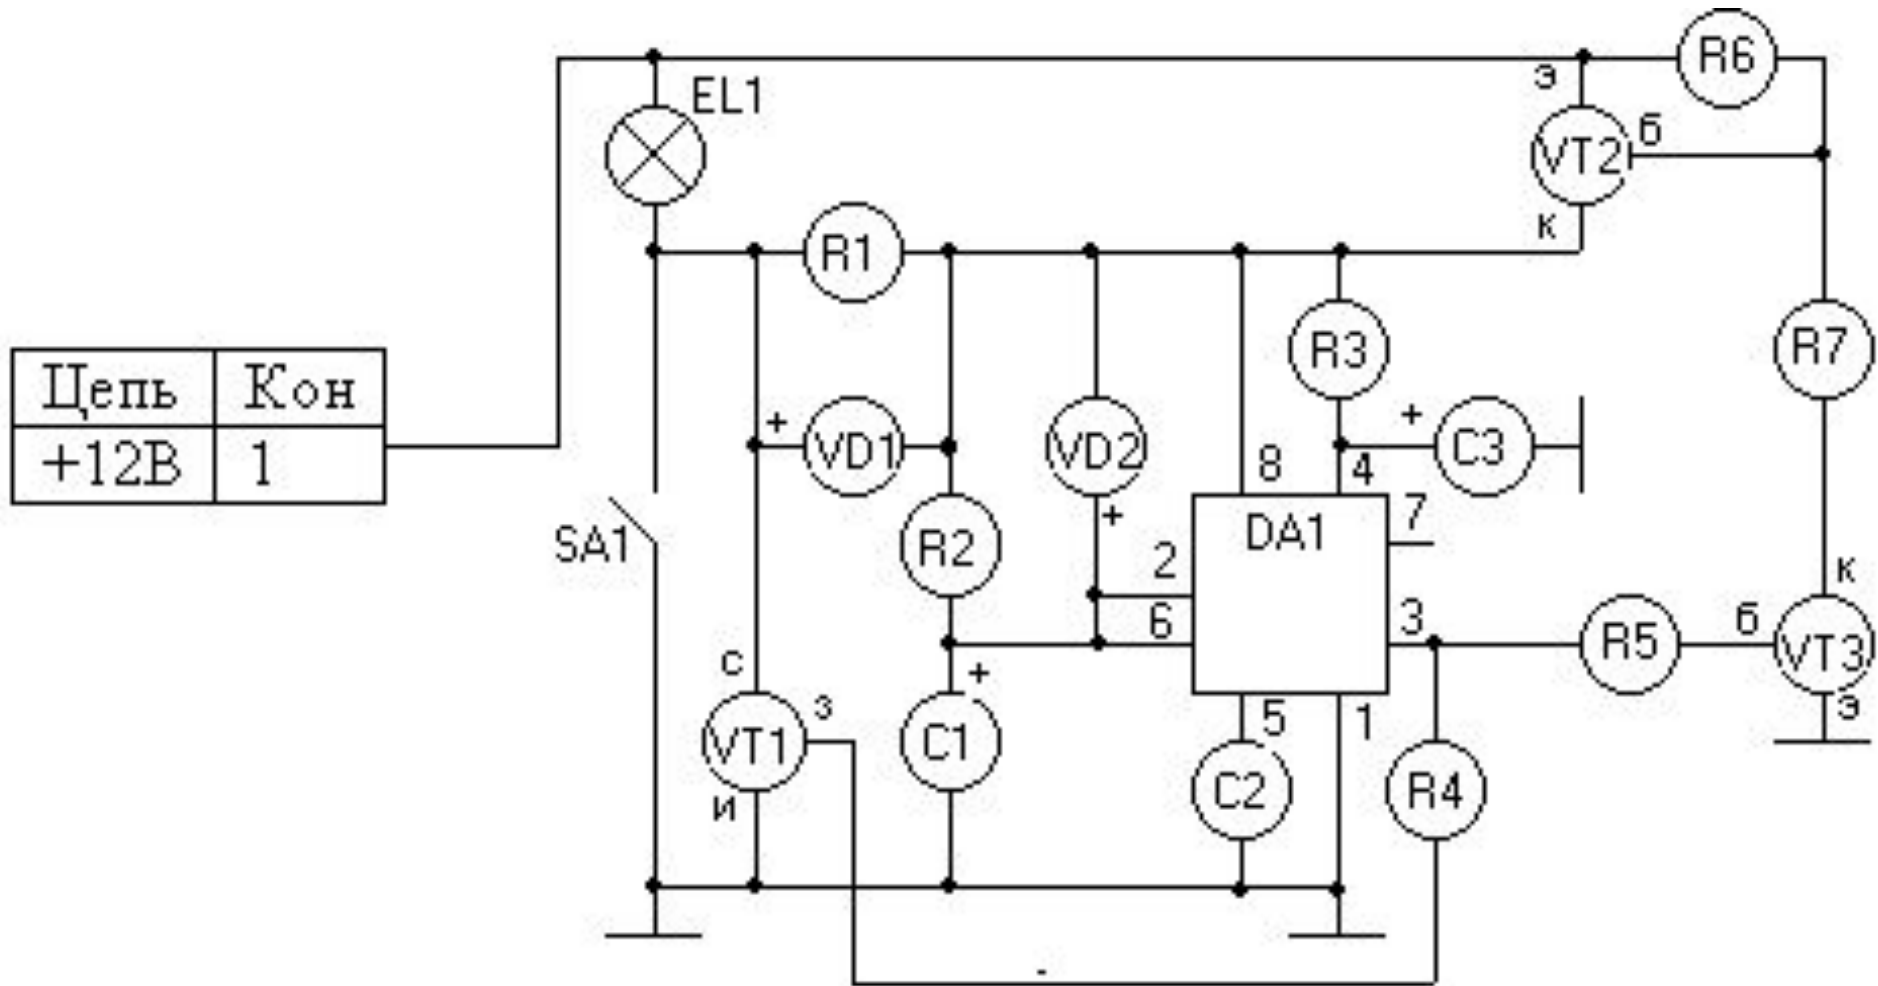 R6
э
EL1
б
VT2
к
R1
R3
R7
Цепь Кон
+12В 1
+
VD1
VD2
+
C3
8
4
7
DA1
SA1
R2
+
2
к
6
3
R5
б
VT3
с
+
э
з
5
1
VT1
C1
C2
R4
и
-